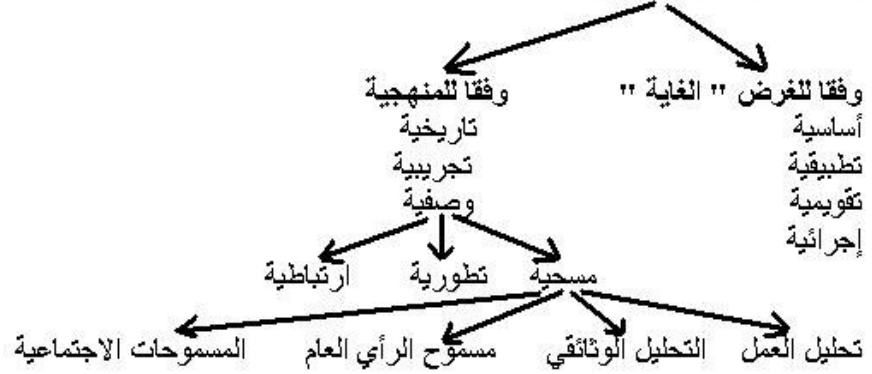 وفقا للغرض " الغاية "
أساسية
تطبيقية
تقويمية
إجرائية
وفقا للمنهجية
تاريخية
تجريبية
وصفية
مسحية
تطورية
ارتباطية
تحليل العمل
التحليل الوثائقي
مسموح الرأي العام
المسموحات الاجتماعية